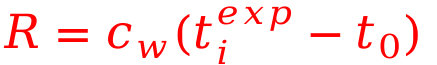 R = c_w(t_i^{exp} − t_0)